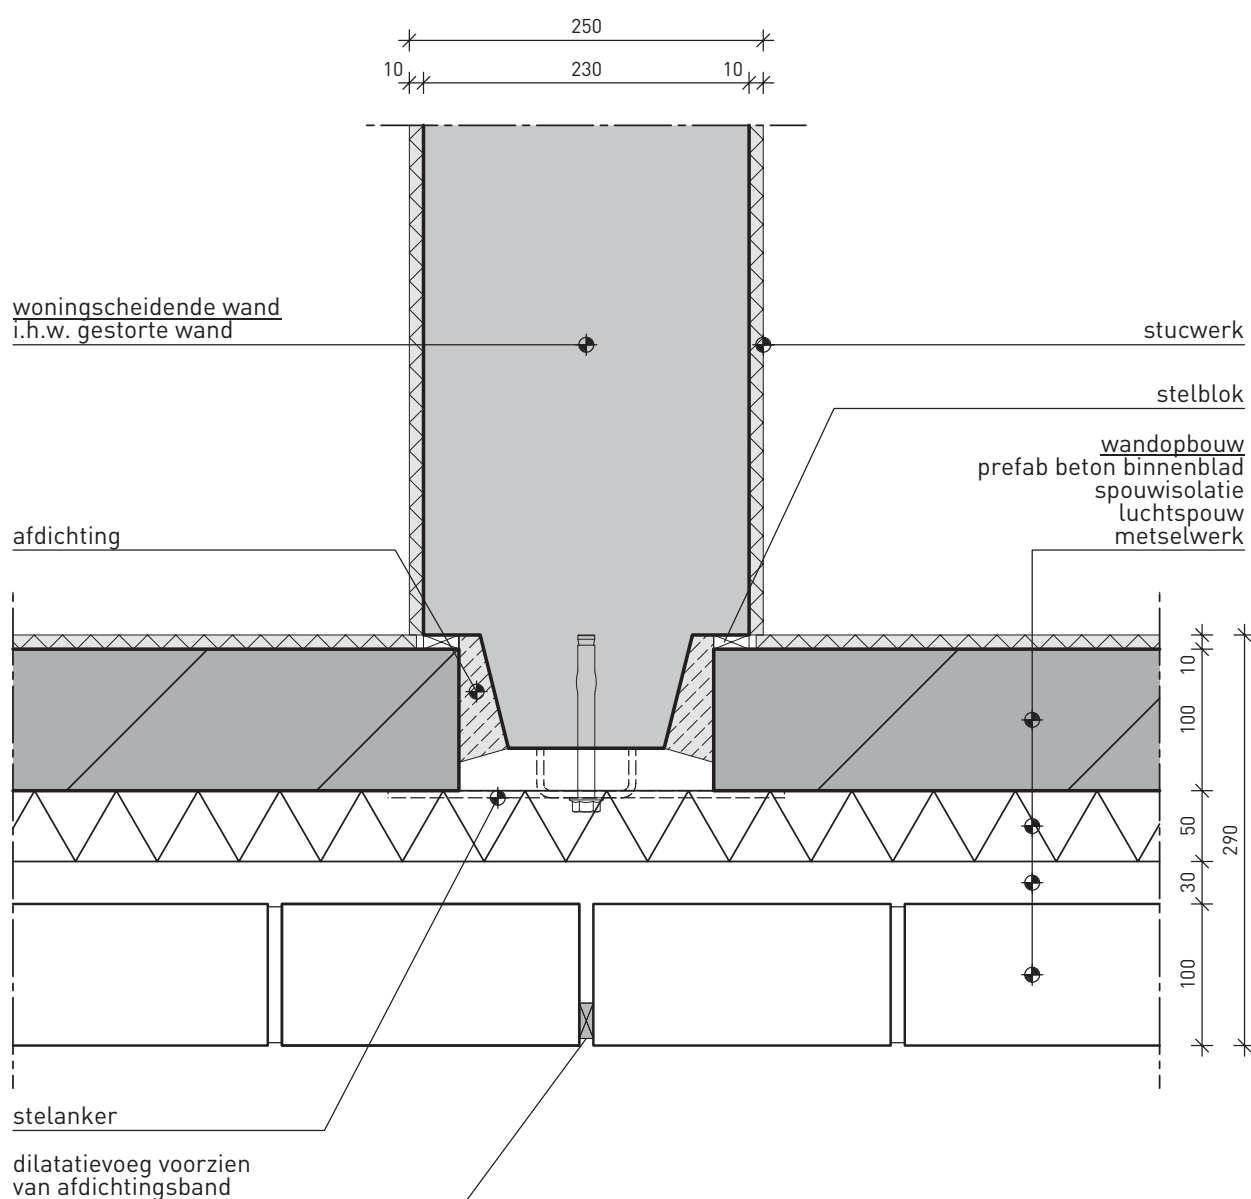 250
10 230 10
woningscheidende wand
i.h.w. gestorte wand
stucwerk
stelblok
wandopbouw
prefab beton binnenblad
spouwisolatie
luchtspouw
metselwerk
afdichting
10
100
50
30
100
290
stelanker
dilatatievoeg voorzien
van afdichtingsband